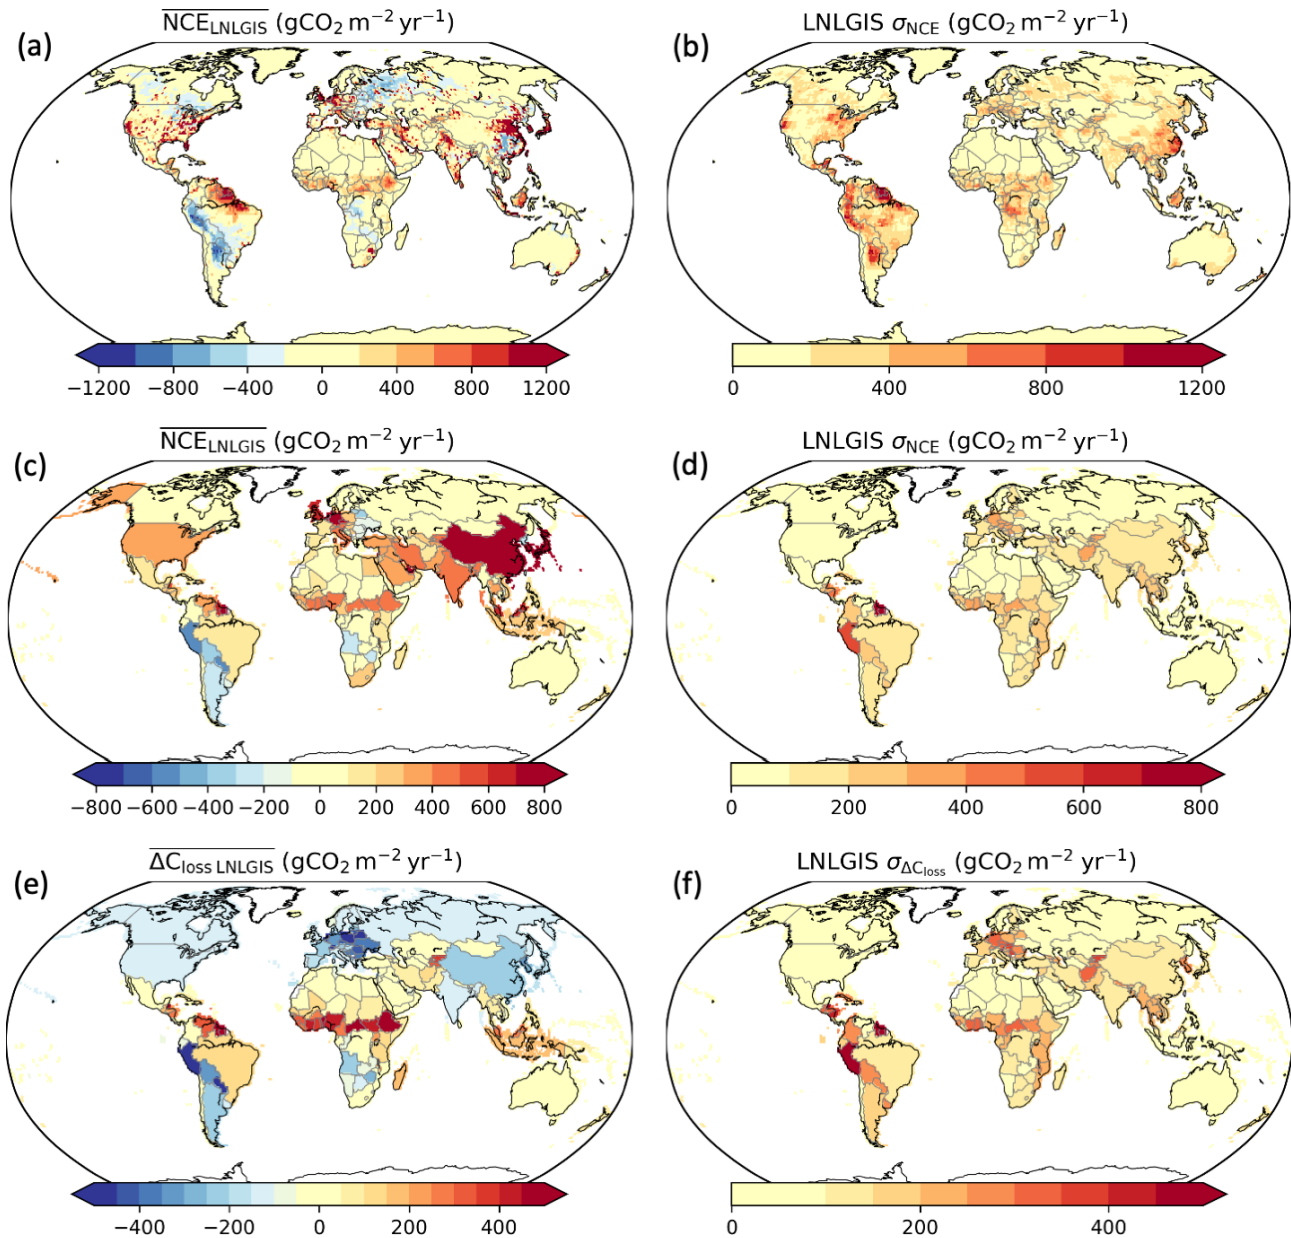 (a)
NCE_LNLGIS (gCO₂ m⁻² yr⁻¹)
−1200 −800 −400 0 400 800 1200
(b)
LNLGIS σ_NCE (gCO₂ m⁻² yr⁻¹)
0 400 800 1200
(c)
NCE_LNLGIS (gCO₂ m⁻² yr⁻¹)
−800 −600 −400 −200 0 200 400 600 800
(d)
LNLGIS σ_NCE (gCO₂ m⁻² yr⁻¹)
0 200 400 600 800
(e)
ΔC_loss LNLGIS (gCO₂ m⁻² yr⁻¹)
−400 −200 0 200 400
(f)
LNLGIS σ_ΔC_loss (gCO₂ m⁻² yr⁻¹)
0 200 400